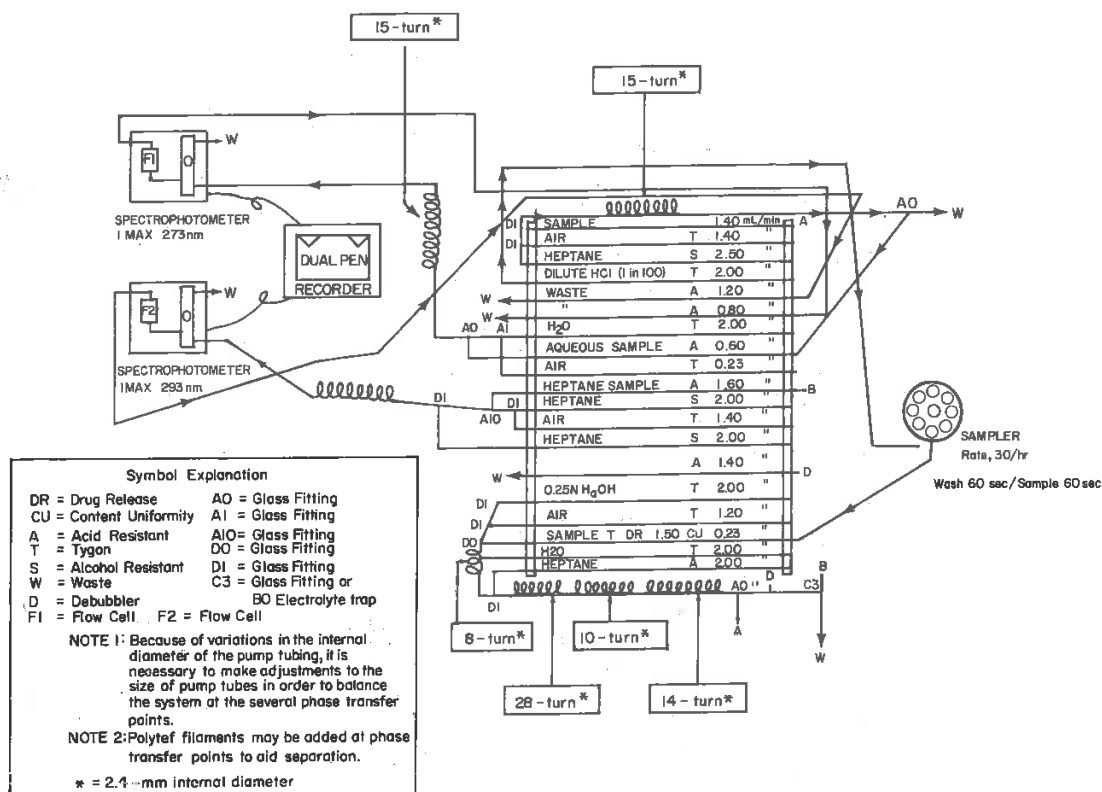 15-turn*
15-turn*
F1
O
W
SPECTROPHOTOMETER
I MAX 273nm
DUAL PEN
RECORDER
F2
O
W
SPECTROPHOTOMETER
IMAX 293nm
AO
W
DI
SAMPLE 1.40 mL/min A
DI
AIR T 1.40 "
HEPTANE S 2.50 "
DILUTE HCl (1 in 100) T 2.00 "
W WASTE A 1.20 "
W " A 0.80 "
AO AI H2O T 2.00 "
AQUEOUS SAMPLE A 0.60 "
AIR T 0.23 "
HEPTANE SAMPLE A 1.60 " B
DI DI HEPTANE S 2.00 "
AIO AIR T 1.40 "
HEPTANE S 2.00 "
W A 1.40 " D
0.25N HaOH T 2.00 "
DI AIR T 1.20 "
DI
DO SAMPLE T DR 1.50 CU 0.23 "
H2O T 2.00 "
HEPTANE A 2.00 "
DI AO " D C3 B
A
W
SAMPLER
Rate, 30/hr
Wash 60 sec/Sample 60 sec
8-turn*
10-turn*
28-turn*
14-turn*
Symbol Explanation
DR = Drug Release AO = Glass Fitting
CU = Content Uniformity AI = Glass Fitting
A = Acid Resistant AIO= Glass Fitting
T = Tygon DO = Glass Fitting
S = Alcohol Resistant DI = Glass Fitting
W = Waste C3 = Glass Fitting or
D = Debubbler BO Electrolyte trap
F1 = Flow Cell F2 = Flow Cell
NOTE 1: Because of variations in the internal
diameter of the pump tubing, it is
necessary to make adjustments to the
size of pump tubes in order to balance
the system at the several phase transfer
points.
NOTE 2: Polytef filaments may be added at phase
transfer points to aid separation.
* = 2.4-mm internal diameter